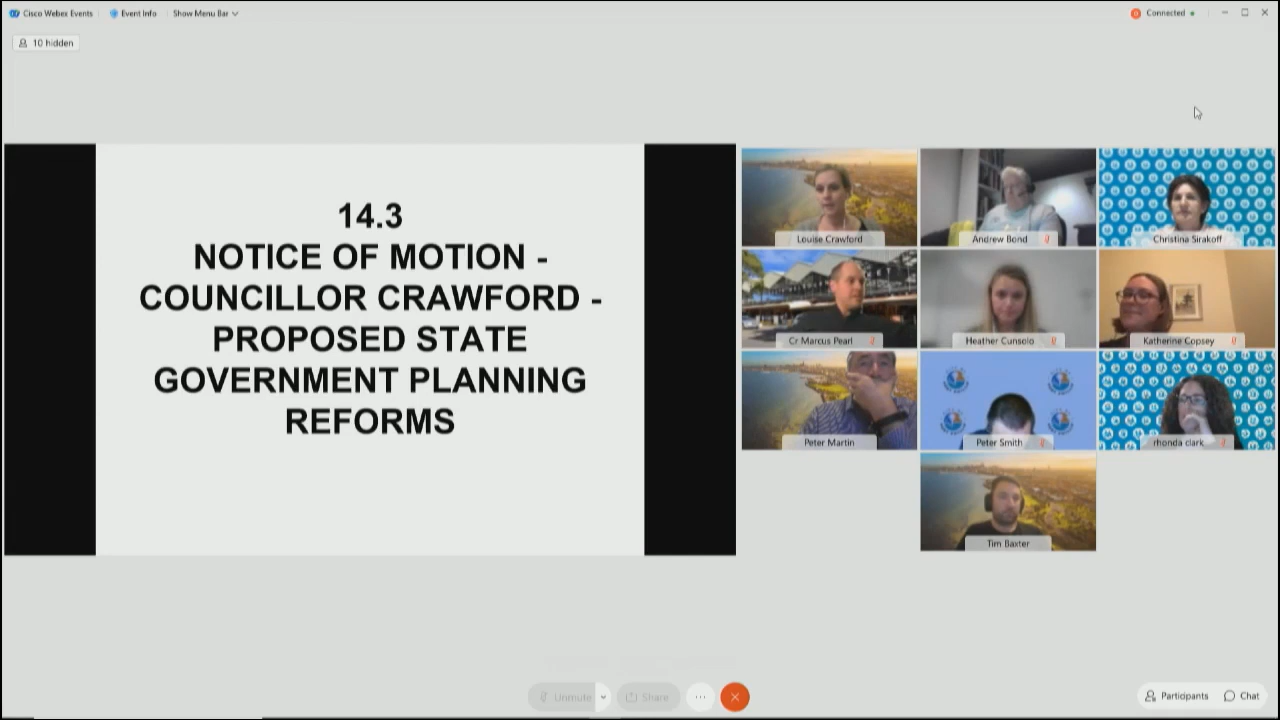 Cisco Webex Events
Event Info
Show Menu Bar
Connected
10 hidden
14.3
NOTICE OF MOTION -
COUNCILLOR CRAWFORD -
PROPOSED STATE
GOVERNMENT PLANNING
REFORMS
Louise Crawford
Andrew Bond
Christina Sirakoff
Cr Marcus Pearl
Heather Cunsolo
Katherine Copsey
Peter Martin
Peter Smith
rhonda clark
Tim Baxter
Unmute
Share
Participants
Chat